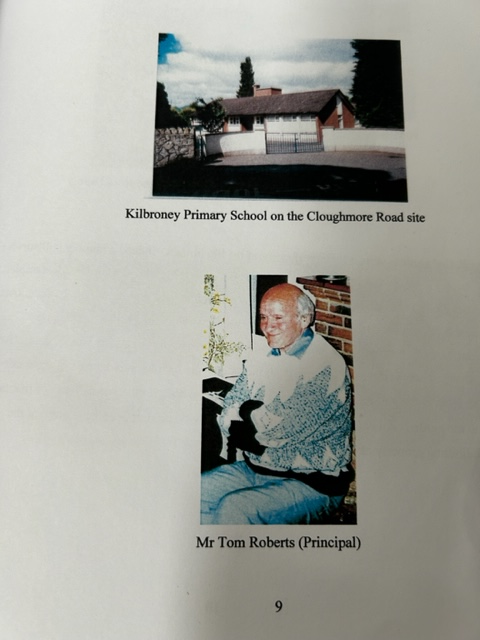 Kilbroney Primary School on the Cloughmore Road site
Mr Tom Roberts (Principal)
9